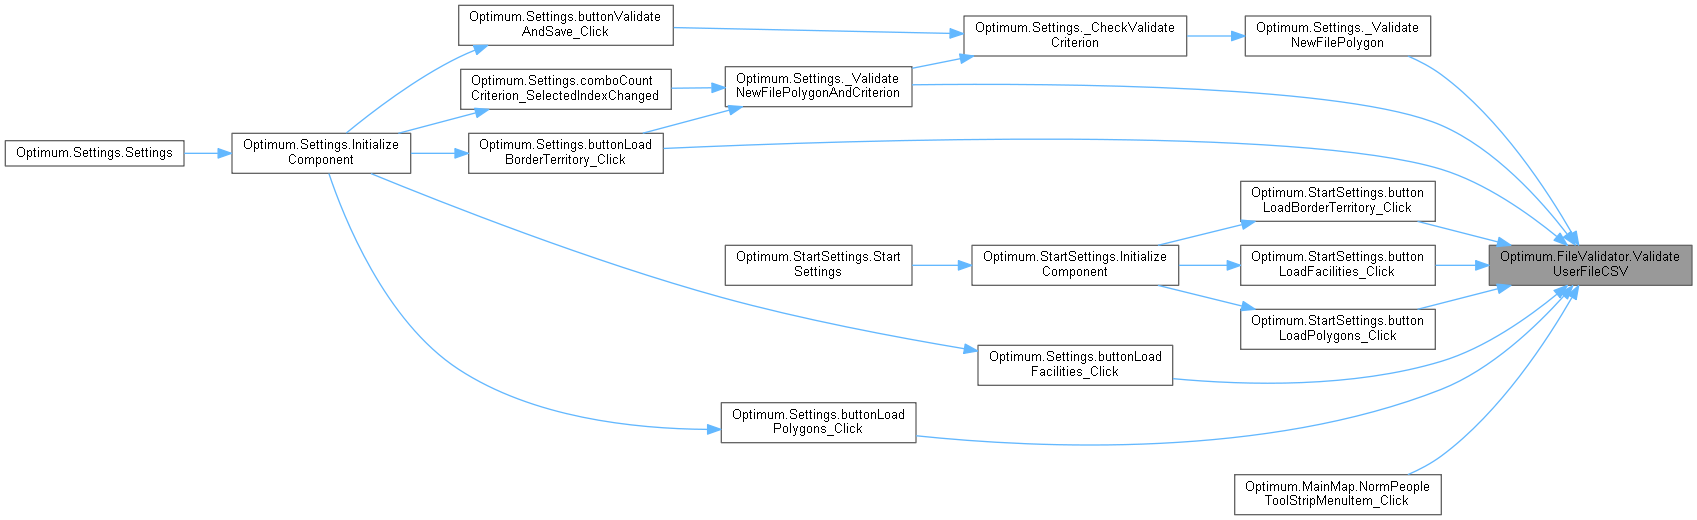 Optimum.Settings.buttonValidate
AndSave_Click
Optimum.Settings._CheckValidate
Criterion
Optimum.Settings._Validate
NewFilePolygon
Optimum.Settings.comboCount
Criterion_SelectedIndexChanged
Optimum.Settings._Validate
NewFilePolygonAndCriterion
Optimum.Settings.Settings
Optimum.Settings.Initialize
Component
Optimum.Settings.buttonLoad
BorderTerritory_Click
Optimum.StartSettings.button
LoadBorderTerritory_Click
Optimum.StartSettings.Start
Settings
Optimum.StartSettings.Initialize
Component
Optimum.StartSettings.button
LoadFacilities_Click
Optimum.FileValidator.Validate
UserFileCSV
Optimum.StartSettings.button
LoadPolygons_Click
Optimum.Settings.buttonLoad
Facilities_Click
Optimum.Settings.buttonLoad
Polygons_Click
Optimum.MainMap.NormPeople
ToolStripMenuItem_Click